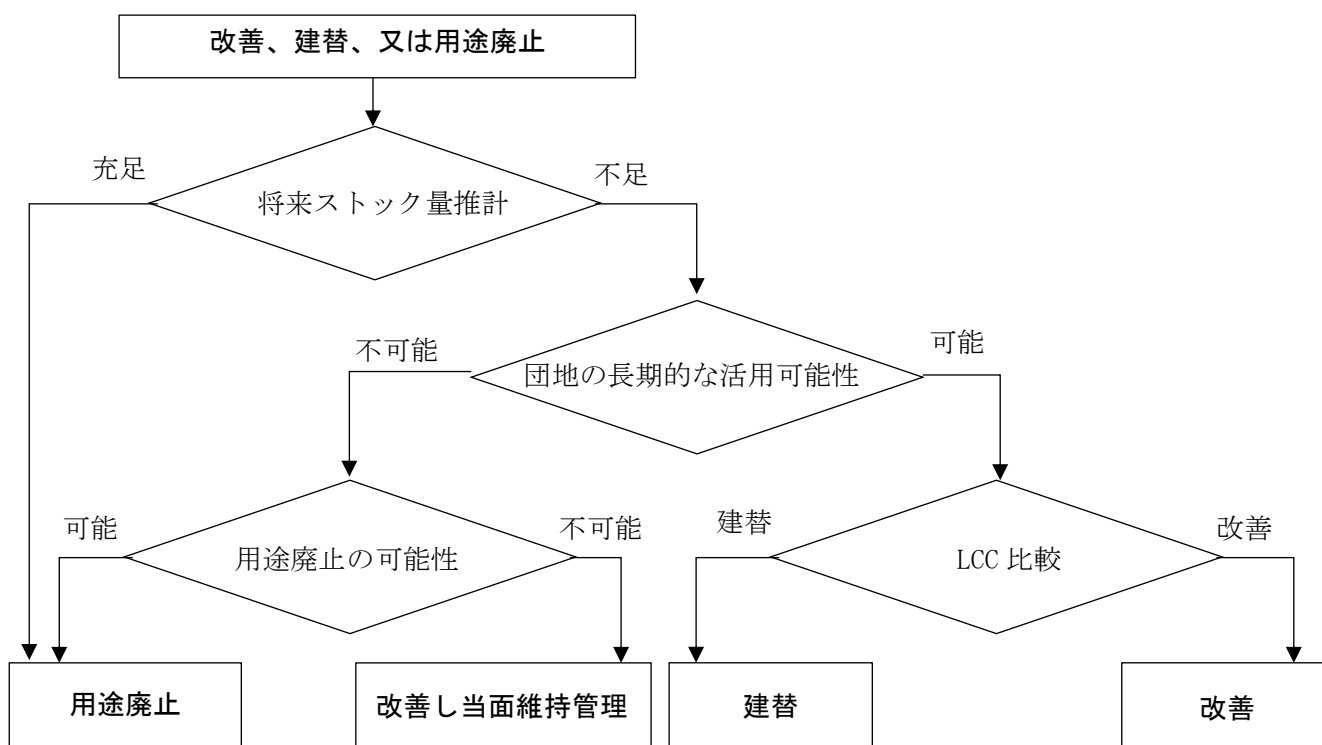 改善、建替、又は用途廃止
充足
不足
将来ストック量推計
不可能
可能
団地の長期的な活用可能性
可能
不可能
建替
改善
用途廃止の可能性
LCC 比較
用途廃止
改善し当面維持管理
建替
改善